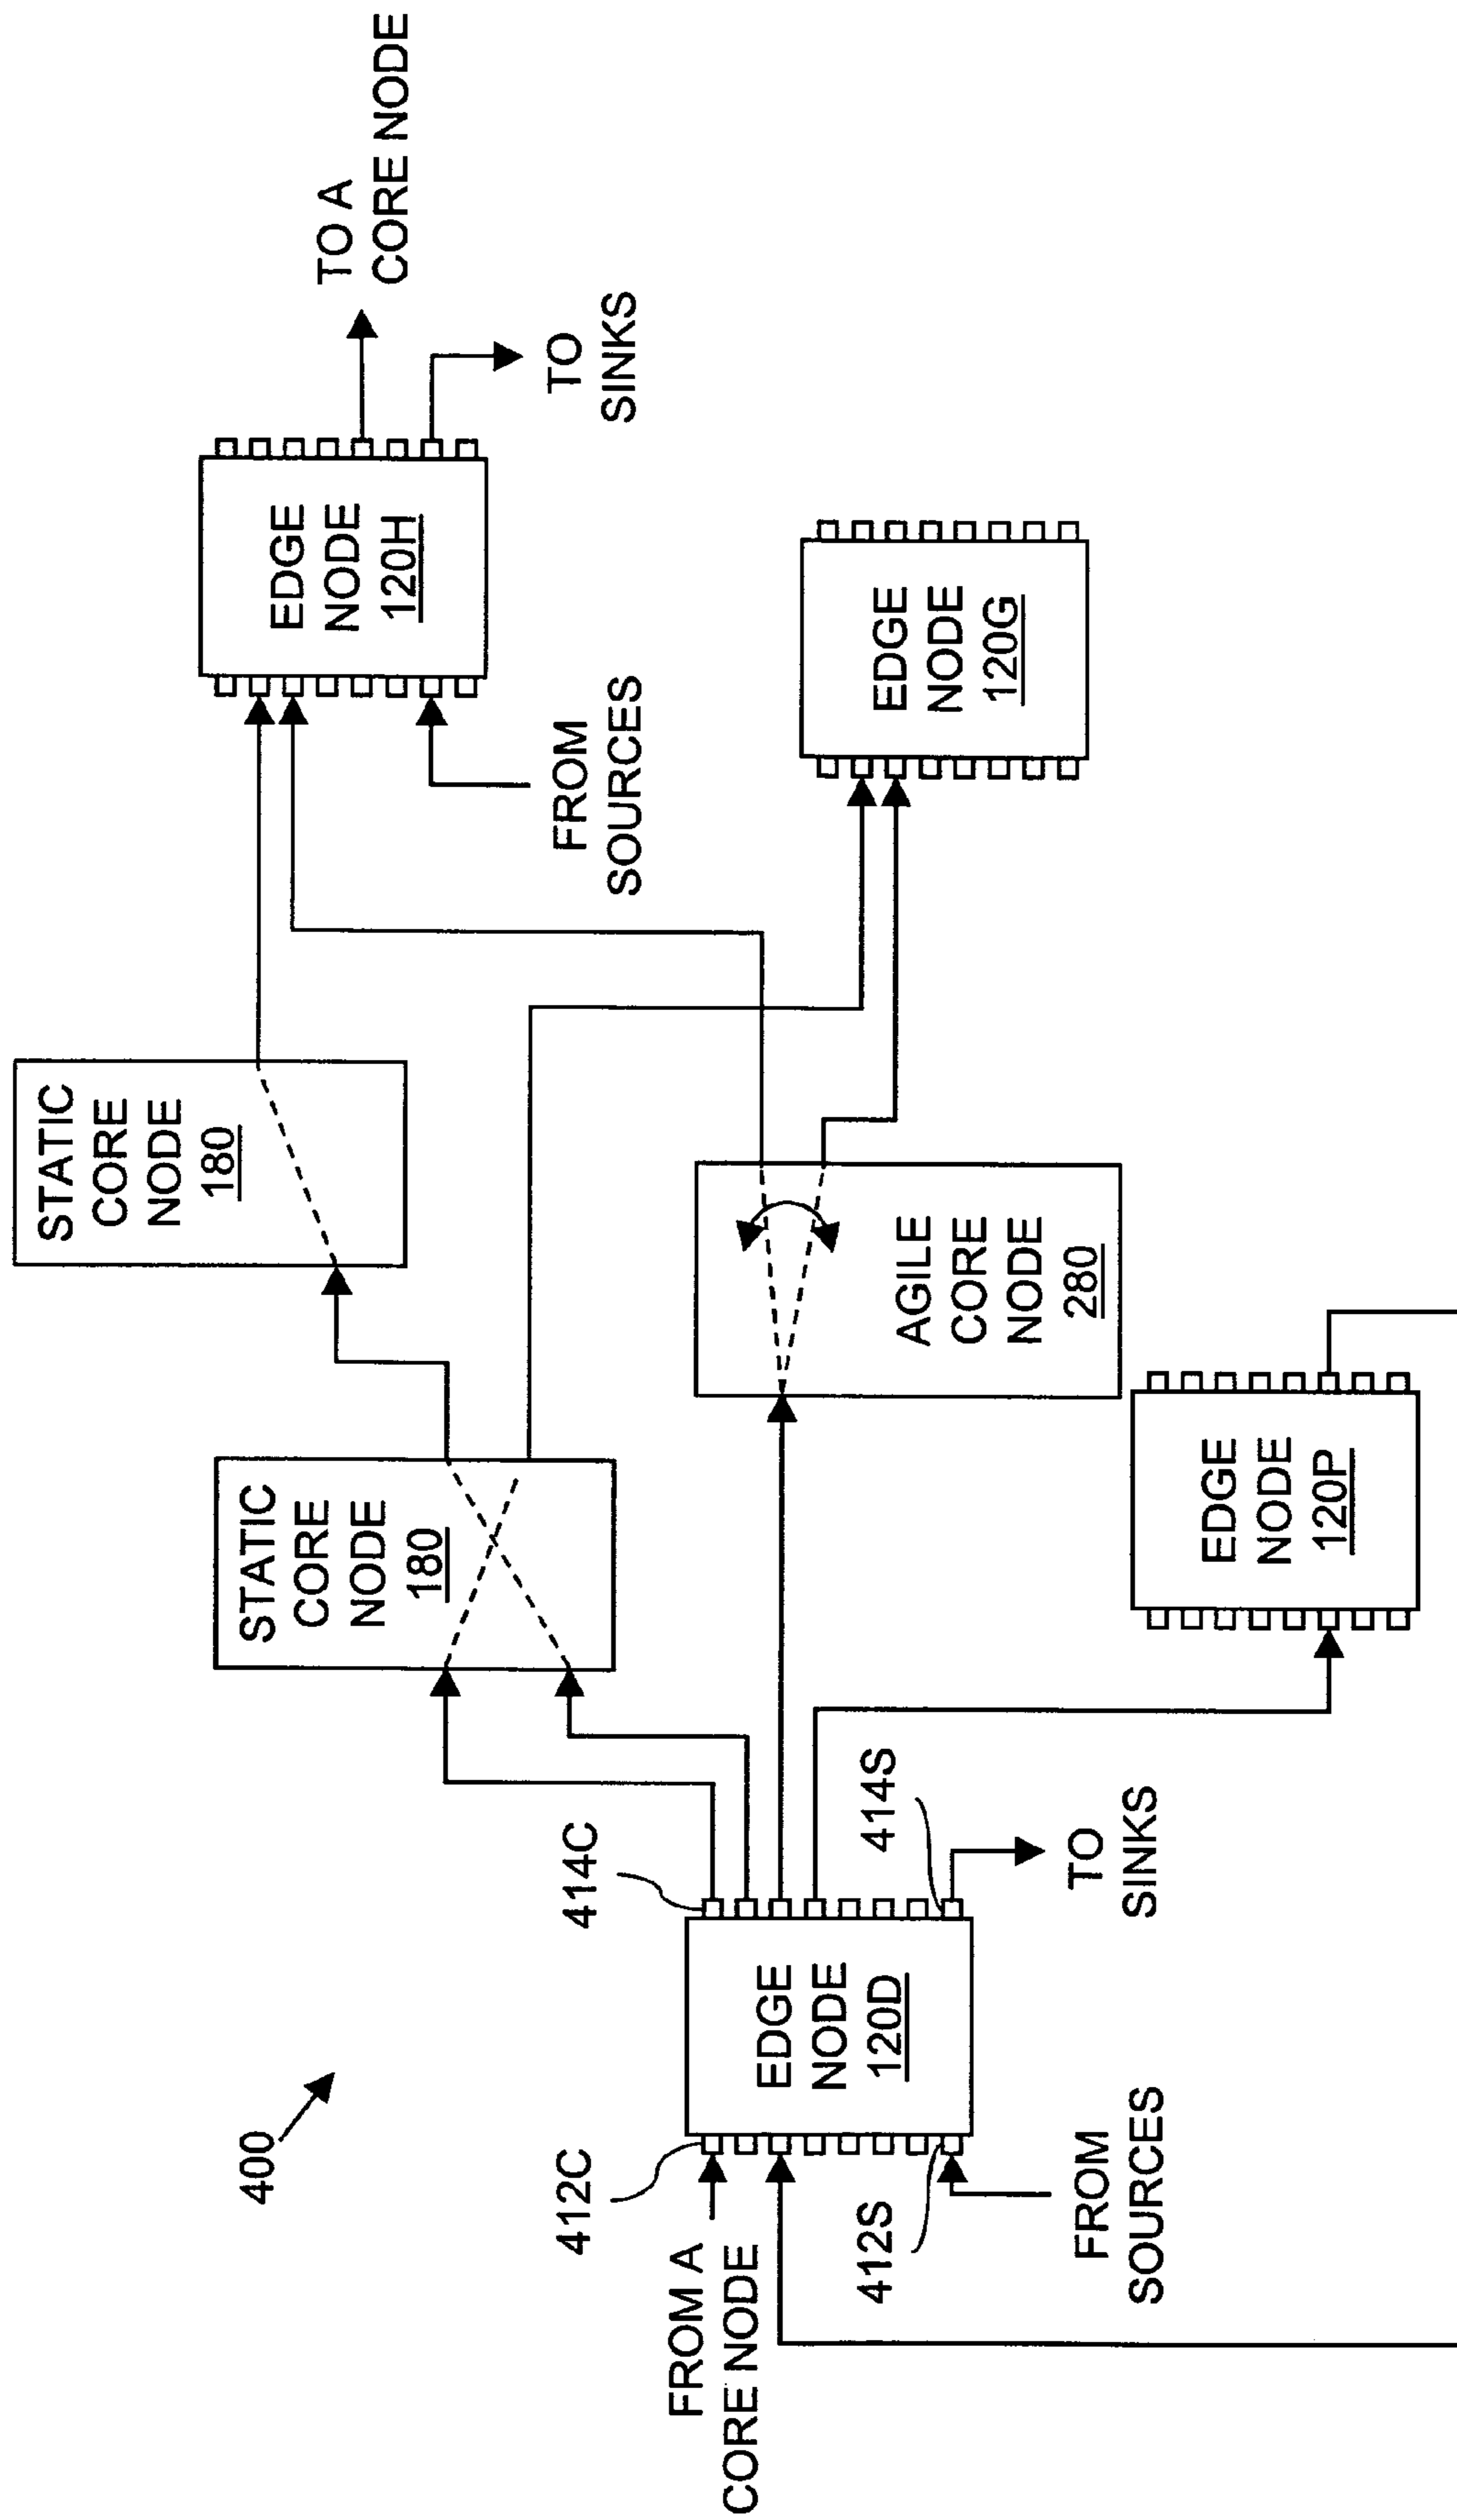 400
FROM A
CORE NODE
412C
412S
FROM
SOURCES
EDGE
NODE
120D
414C
414S
TO
SINKS
STATIC
CORE
NODE
180
STATIC
CORE
NODE
180
AGILE
CORE
NODE
280
EDGE
NODE
120P
EDGE
NODE
120H
FROM
SOURCES
TO A
CORE NODE
TO
SINKS
EDGE
NODE
120G